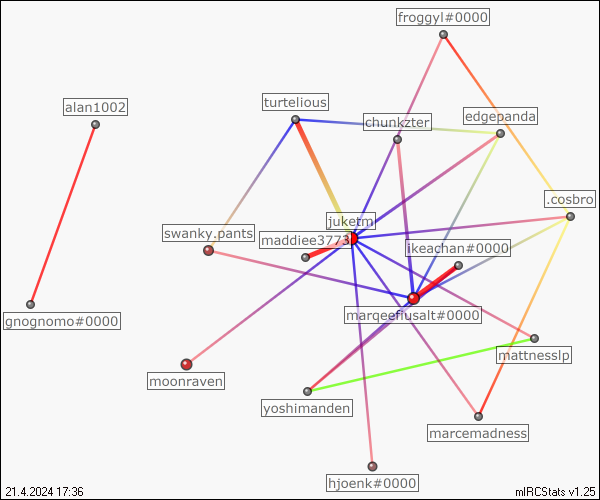 froggyl#0000
alan1002
turtelious
chunkzter
edgepanda
.cosbro
juketm
swanky.pants
maddiee3773
ikeachan#0000
gnognomo#0000
marqeefiusalt#0000
mattnesslp
moonraven
yoshimanden
marcemadness
hjoenk#0000
21.4.2024 17:36
mIRCStats v1.25